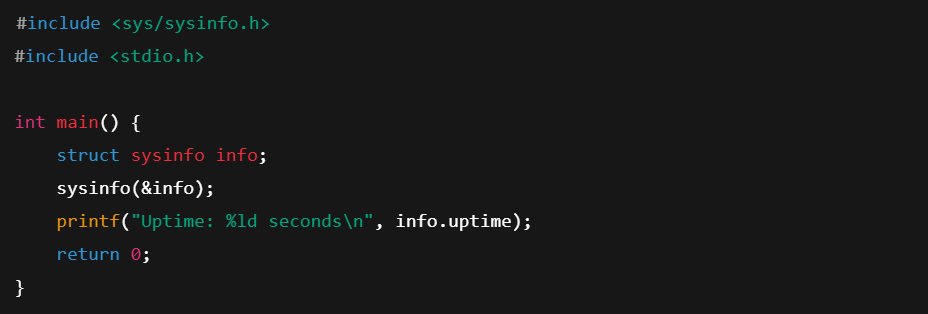 #include <sys/sysinfo.h>
#include <stdio.h>

int main() {
    struct sysinfo info;
    sysinfo(&info);
    printf("Uptime: %ld seconds\n", info.uptime);
    return 0;
}